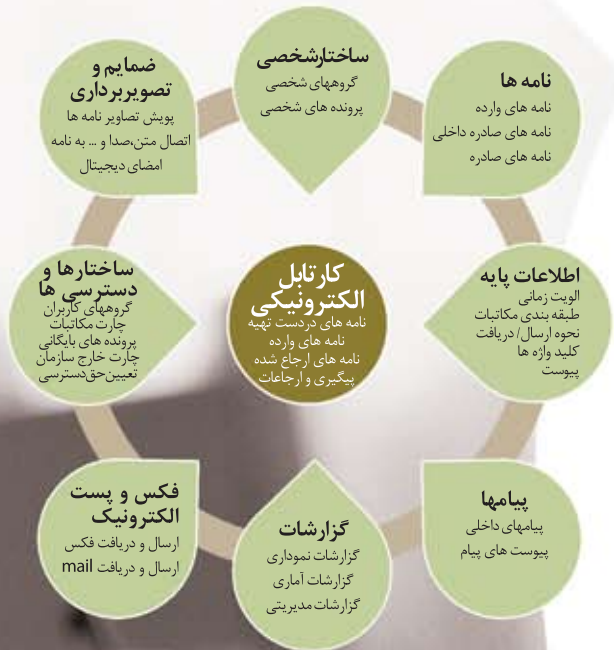 ساختارشخصی
گروههای شخصی
پرونده های شخصی
نامه ها
نامه های وارده
نامه های صادره داخلی
نامه های صادره
اطلاعات پایه
الویت زمانی
طبقه بندی مکاتبات
نحوه ارسال/دریافت
کلید واژه ها
پیوست
پیامها
پیامهای داخلی
پیوست های پیام
گزارشات
گزارشات نموداری
گزارشات آماری
گزارشات مدیریتی
فکس و پست
الکترونیک
ارسال و دریافت فکس
ارسال و دریافت mail
ساختارها و
دسترسی ها
گروههای کاربران
چارت مکاتبات
پرونده های بایگانی
چارت خارج سازمان
تعیین حق دسترسی
ضمایم و
تصویربرداری
پویش تصاویر نامه ها
اتصال متن،صدا و ... به نامه
امضای دیجیتال
کارتابل
الکترونیکی
نامه های دردست تهیه
نامه های وارده
نامه های ارجاع شده
پیگیری و ارجاعات